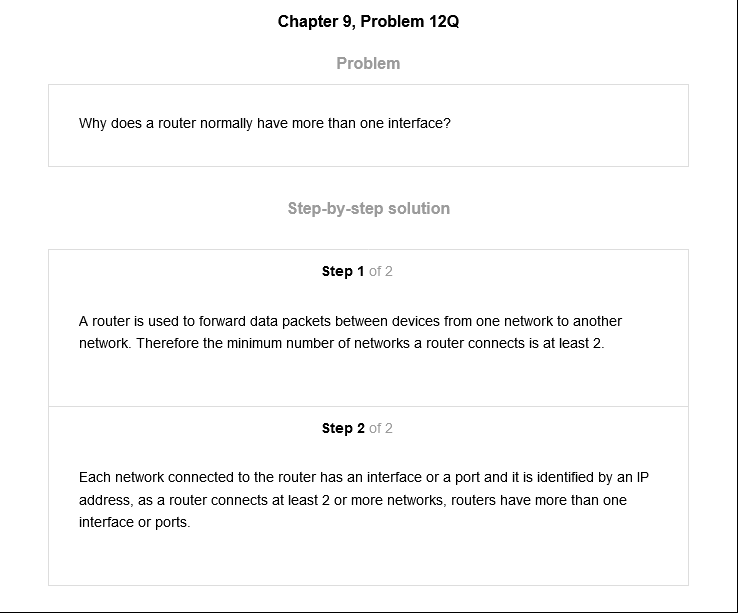 Chapter 9, Problem 12Q
Problem
Why does a router normally have more than one interface?
Step-by-step solution
Step 1 of 2
A router is used to forward data packets between devices from one network to another
network. Therefore the minimum number of networks a router connects is at least 2.
Step 2 of 2
Each network connected to the router has an interface or a port and it is identified by an IP
address, as a router connects at least 2 or more networks, routers have more than one
interface or ports.